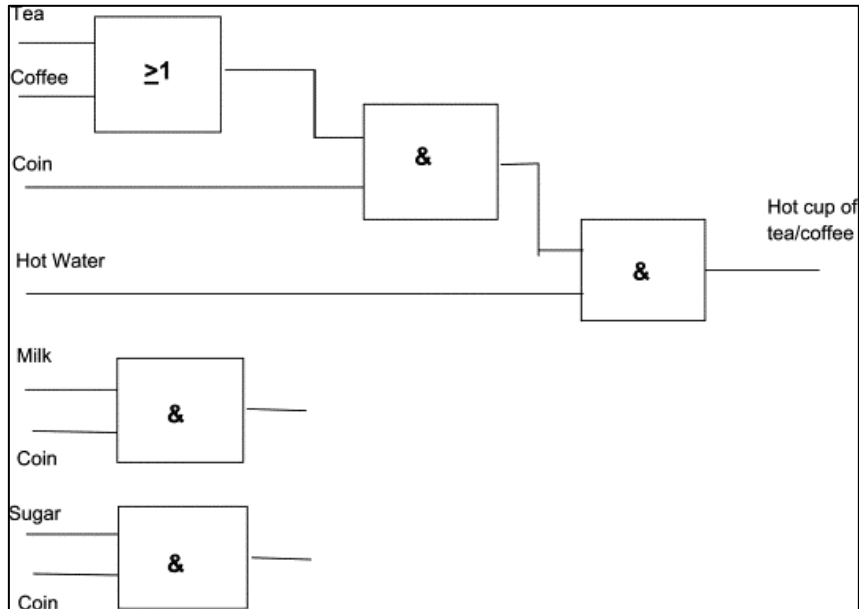 Tea
≥1
Coffee
&
Coin
Hot cup of
tea/coffee
Hot Water
&
Milk
&
Coin
Sugar
&
Coin